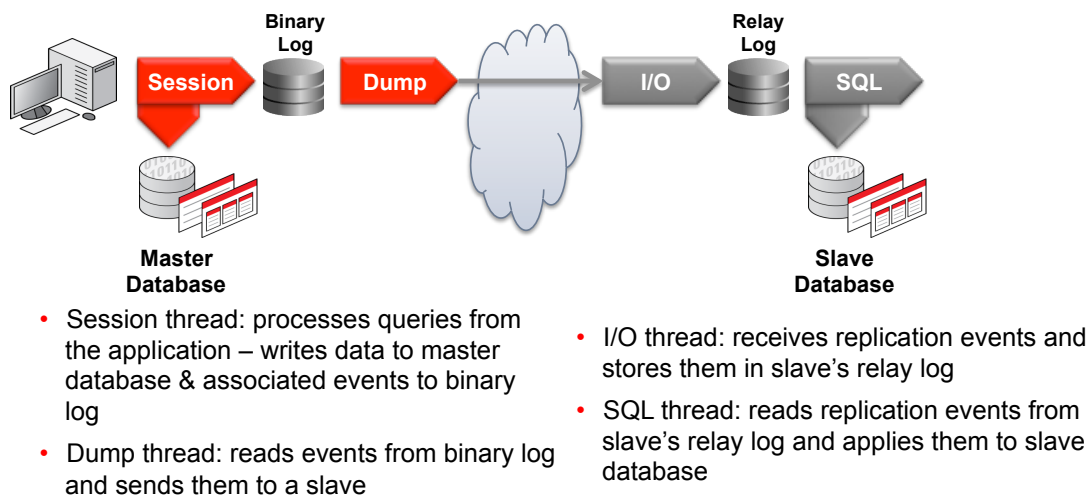 Binary
Log
Relay
Log
Session
Dump
I/O
SQL
Master
Database
Slave
Database
• Session thread: processes queries from
the application – writes data to master
database & associated events to binary
log
• Dump thread: reads events from binary log
and sends them to a slave
• I/O thread: receives replication events and
stores them in slave's relay log
• SQL thread: reads replication events from
slave's relay log and applies them to slave
database